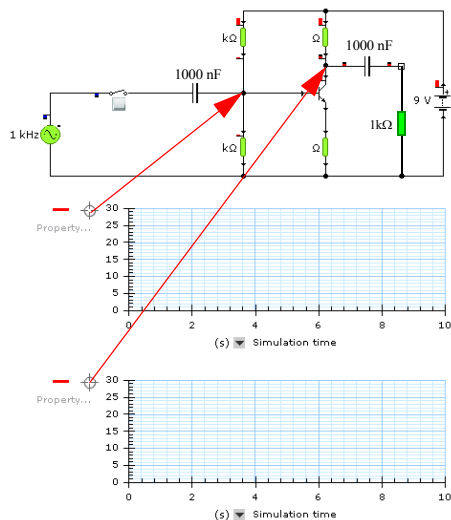 kΩ
Ω
1000 nF
1000 nF
1 kHz
9 V
1kΩ
kΩ
Ω
Property...
30
25
20
15
10
5
0
0 2 4 6 8 10
(s) Simulation time
Property...
30
25
20
15
10
5
0
0 2 4 6 8 10
(s) Simulation time